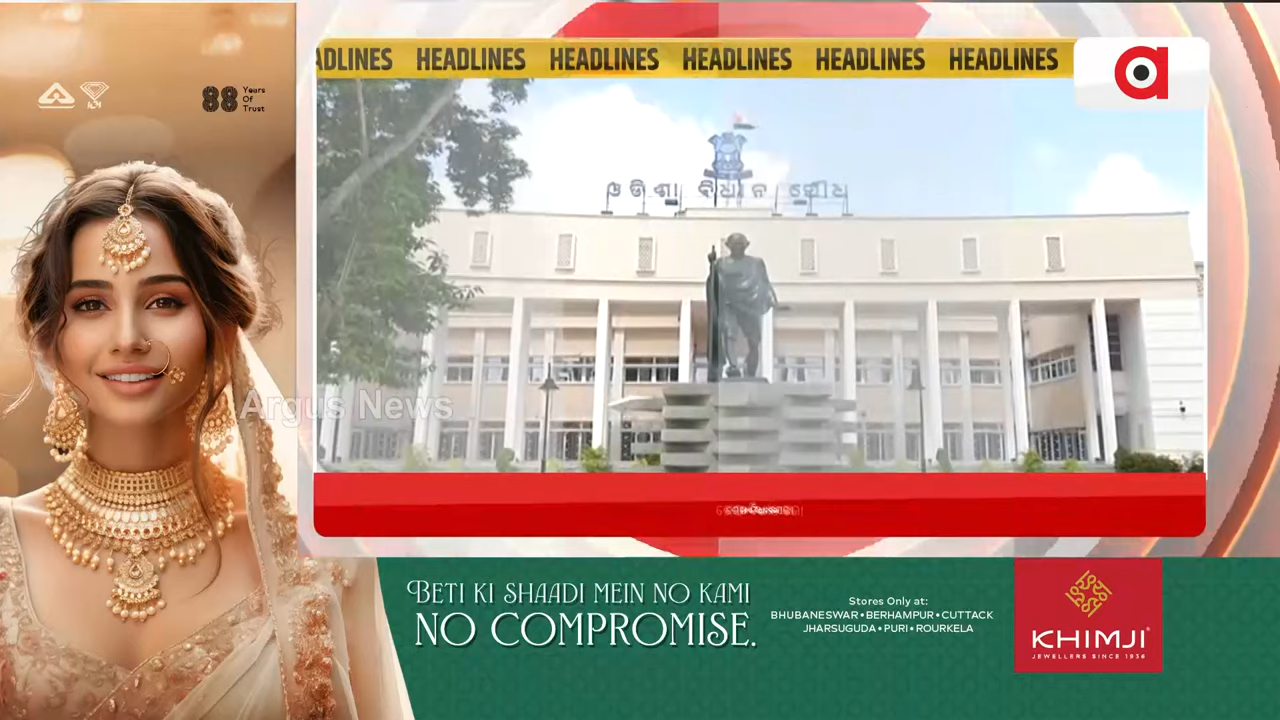 HEADLINES HEADLINES HEADLINES HEADLINES HEADLINES
88 Years
Of
Trust
ଓଡ଼ିଶା ବିଧାନ ସୌଧ
Argus News
BETI KI SHAADI MEIN NO KAMI
NO COMPROMISE.
Stores Only at:
BHUBANESWAR • BERHAMPUR • CUTTACK
JHARSUGUDA • PURI • ROURKELA
KHIMJI
JEWELLERS SINCE 1936